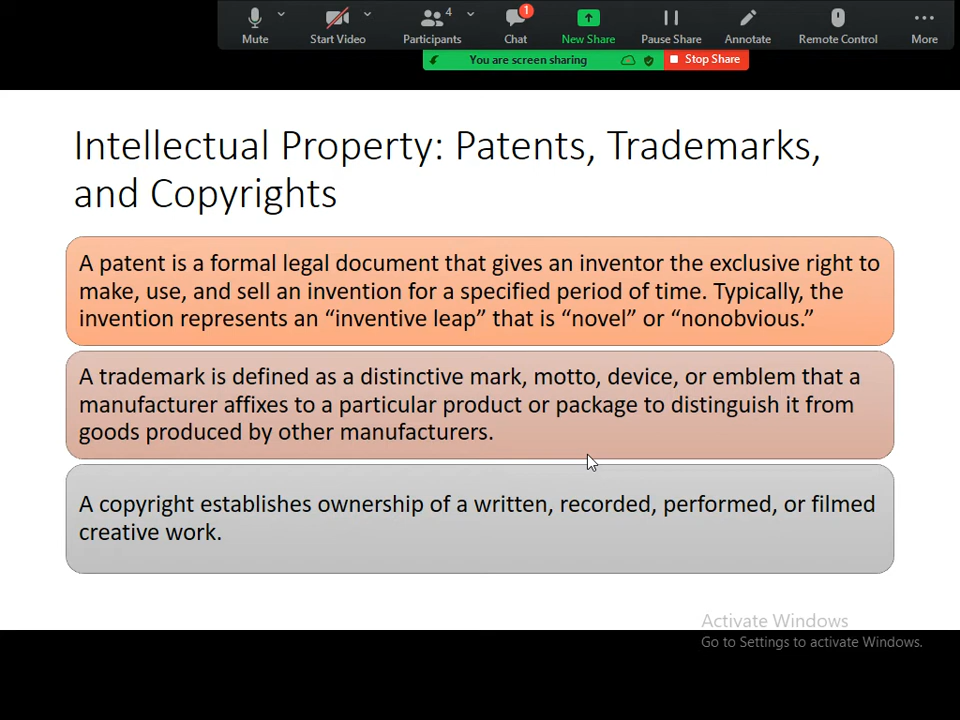 4
1
Mute
Start Video
Participants
Chat
New Share
Pause Share
Annotate
Remote Control
More
You are screen sharing
Stop Share
Intellectual Property: Patents, Trademarks,
and Copyrights
A patent is a formal legal document that gives an inventor the exclusive right to
make, use, and sell an invention for a specified period of time. Typically, the
invention represents an “inventive leap” that is “novel” or “nonobvious.”
A trademark is defined as a distinctive mark, motto, device, or emblem that a
manufacturer affixes to a particular product or package to distinguish it from
goods produced by other manufacturers.
A copyright establishes ownership of a written, recorded, performed, or filmed
creative work.
Activate Windows
Go to Settings to activate Windows.